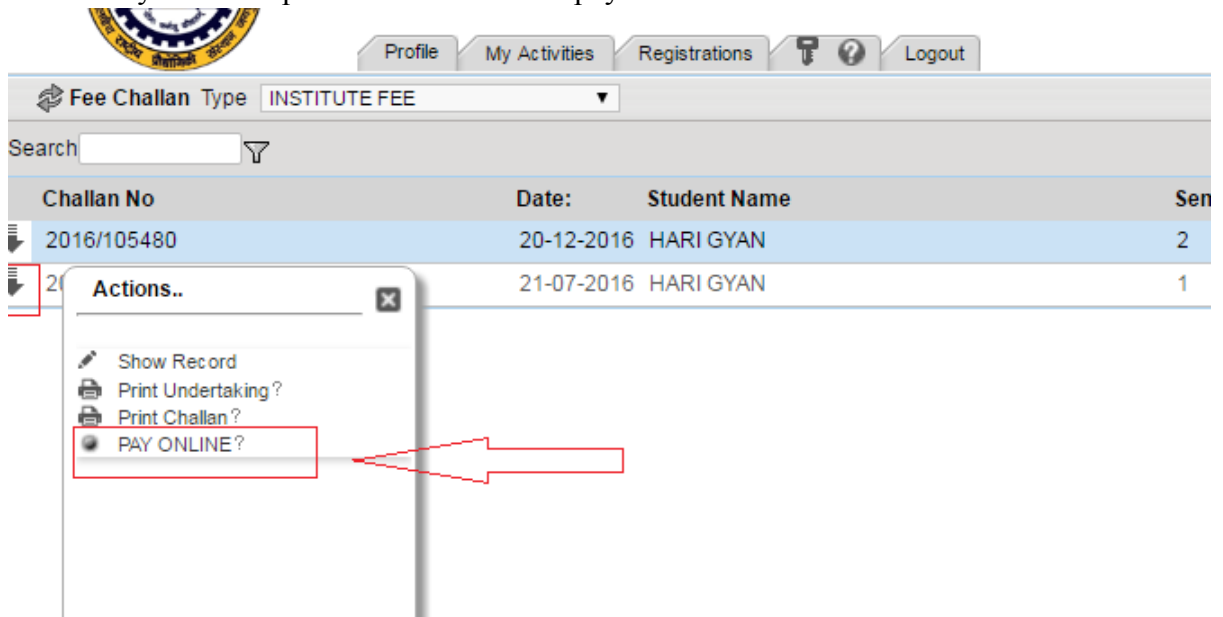 Profile My Activities Registrations Logout
Fee Challan Type INSTITUTE FEE
Search
Challan No Date: Student Name Sen
2016/105480 20-12-2016 HARI GYAN 2
20 21-07-2016 HARI GYAN 1
Actions..
Show Record
Print Undertaking?
Print Challan?
PAY ONLINE?